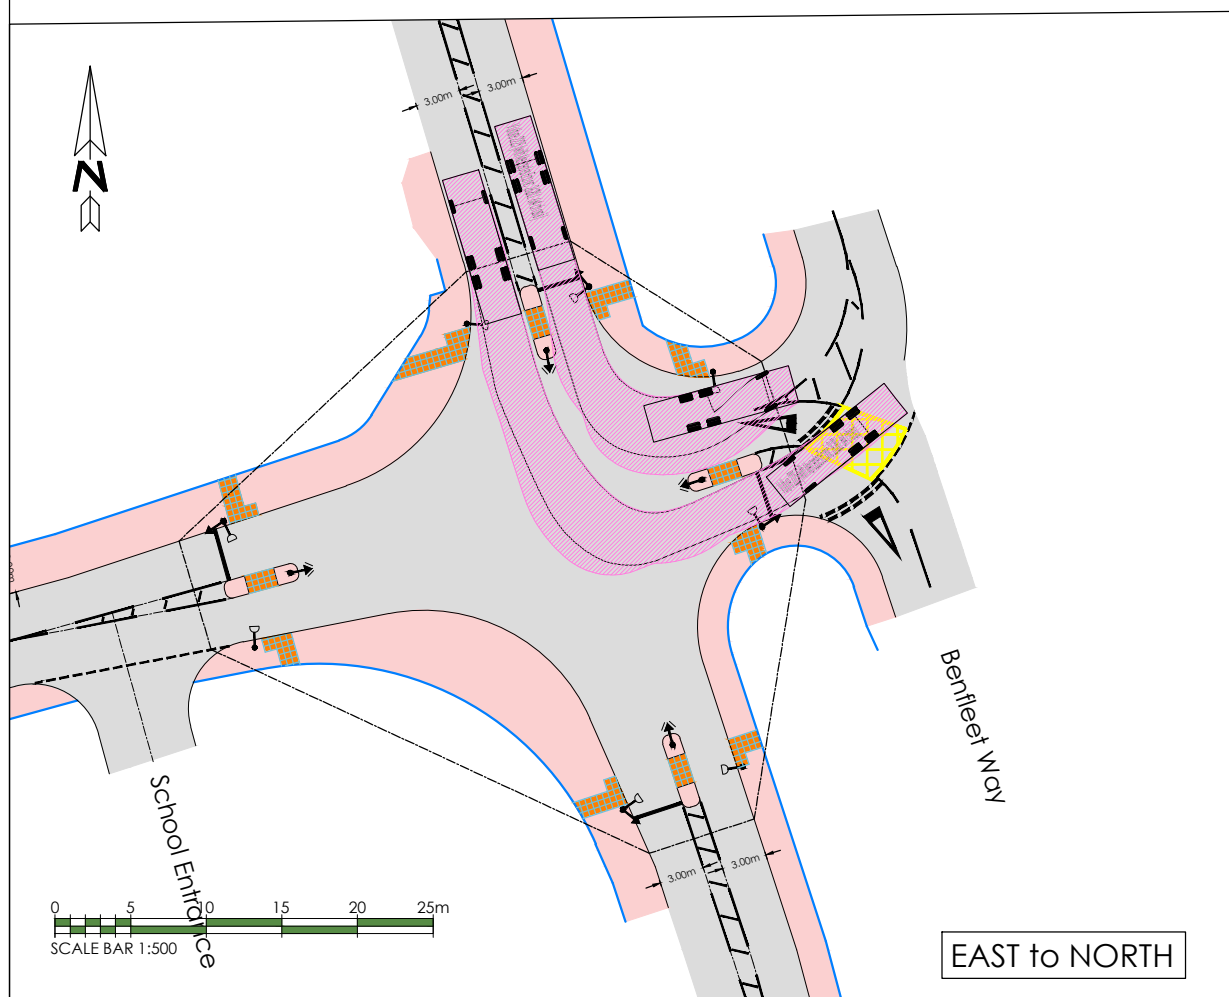 3.00m
3.00m
N
Benfleet Way
School Entrance
3.00m
3.00m
0 5 10 15 20 25m
SCALE BAR 1:500
EAST to NORTH